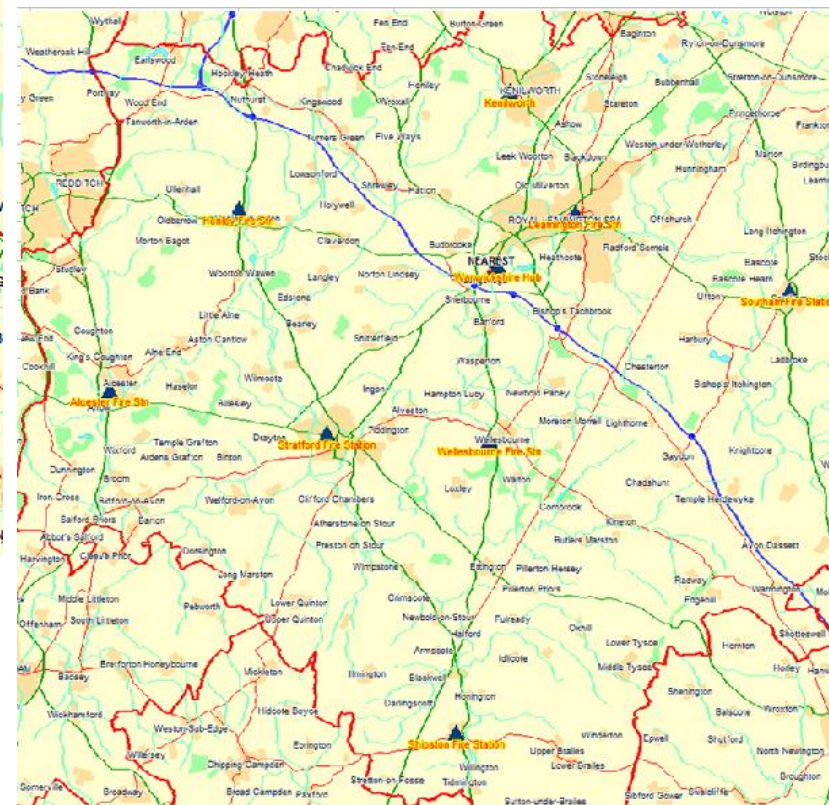 Wythall
Fen End
Burton Green
Baginton
Weatheroak Hill
Earlswood
Fen-End
Ryton-on-Dunsmore
Hockley Heath
Chadwick End
Stoneleigh
Bubbenhall
Stretton-on-Dunsmore
Portway
Wood End
Nuthurst
Kingswood
Wroxall
Honiley
KENILWORTH
Kenilworth
Stareton
Princethorpe
Tanworth-in-Arden
Turners Green
Five Ways
Ashow
Marton
Frankton
Lowsonford
Leek Wootton
Blackdown
Weston under Wetherley
Hunningham
REDDITCH
Ullenhall
Shrewley
Hatton
Old Milverton
Oldberrow
Henley Fire Stn
Holywell
ROYAL LEAMINGTON SPA
Leamington Fire Stn
Offchurch
Long Itchington
Morton Bagot
Claverdon
Budbrooke
Radford Semele
Studley
Wootton Wawen
Langley
Norton Lindsey
NEAREST
Warwickshire Hub
Heathcote
Bascote
Bascote Heath
Edstone
Sherbourne
Bishop's Tachbrook
Ufton
Southam Fire Station
Coughton
Little Alne
Bearley
Snitterfield
Barford
Harbury
Ladbroke
Cookhill
King's Coughton
Alne End
Aston Cantlow
Wasperton
Chesterton
Alcester
Haselor
Wilmcote
Ingon
Hampton Lucy
Newbold Pacey
Bishop's Itchington
Alcester Fire Stn
Arrow
Billesley
Alveston
Moreton Morrell
Lighthorne
Wixford
Temple Grafton
Drayton
Tiddington
Stratford Fire Station
Wellesbourne
Wellesbourne Fire Stn
Knightcote
Dunnington
Ardens Grafton
Binton
Gaydon
Broom
Loxley
Walton
Chadshunt
Iron Cross
Bidford-on-Avon
Welford-on-Avon
Clifford Chambers
Combrook
Temple Herdewyke
Salford Priors
Barton
Atherstone on Stour
Kineton
Abbot's Salford
Preston on Stour
Butlers Marston
Avon Dassett
Harvington
Cleeve Prior
Dorsington
Wimpstone
Ettington
Pillerton Hersey
Long Marston
Pillerton Priors
Radway
Warmington
Middle Littleton
Pebworth
Lower Quinton
Crimscote
Edgehill
Offenham
South Littleton
Upper Quinton
Newbold-on-Stour
Fulready
Oxhill
Shotteswell
Halford
Lower Tysoe
Hornton
Armscote
Idlicote
Middle Tysoe
Horley
Badsey
Bretforton
Honeybourne
Mickleton
Ilmington
Blackwell
Honington
Shenington
Wickhamford
Hidcote Boyce
Darlingscott
Balscote
Wroxton
Weston-Sub-Edge
Shipston Fire Station
Winderton
Epwell
Shutford
Willersey
Ebrington
Upper Brailes
North Newington
Chipping Campden
Willington
Lower Brailes
Somerville
Broadway
Broad Campden
Paxford
Stretton-on-Fosse
Tidmington
Broughton
Sutton-under-Brailes
Sibford Gower
Swalcliffe